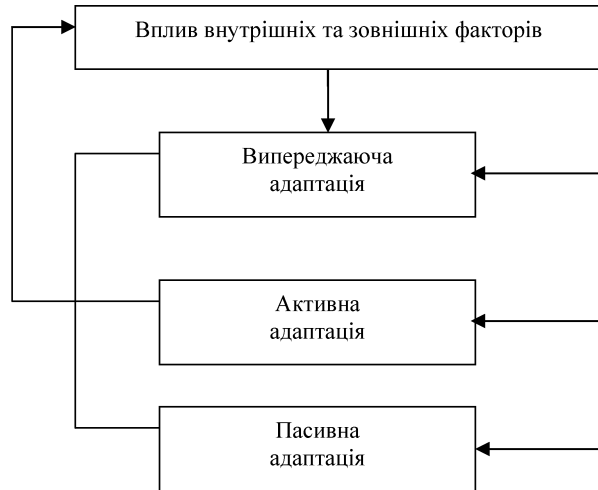 Вплив внутрішніх та зовнішніх факторів
Випереджаюча
адаптація
Активна
адаптація
Пасивна
адаптація